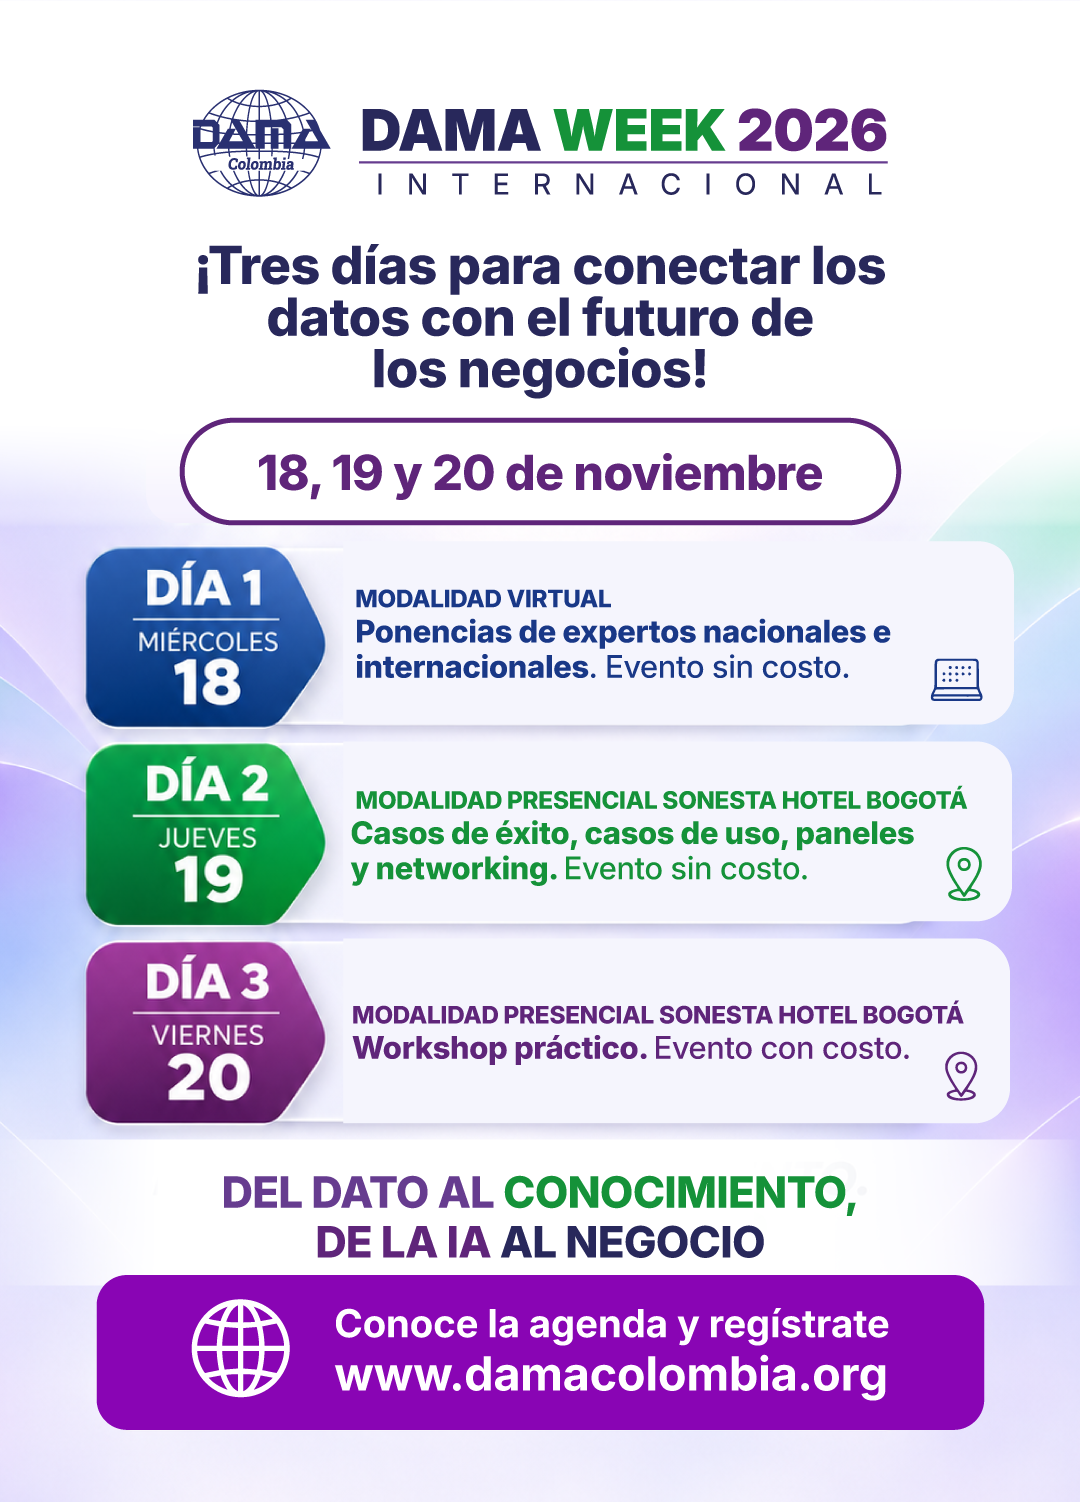 DAMA
Colombia
DAMA WEEK 2026
INTERNACIONAL
¡Tres días para conectar los
datos con el futuro de
los negocios!
18, 19 y 20 de noviembre
DÍA 1
MIÉRCOLES
18
MODALIDAD VIRTUAL
Ponencias de expertos nacionales e
internacionales. Evento sin costo.
DÍA 2
JUEVES
19
MODALIDAD PRESENCIAL SONESTA HOTEL BOGOTÁ
Casos de éxito, casos de uso, paneles
y networking. Evento sin costo.
DÍA 3
VIERNES
20
MODALIDAD PRESENCIAL SONESTA HOTEL BOGOTÁ
Workshop práctico. Evento con costo.
DEL DATO AL CONOCIMIENTO,
DE LA IA AL NEGOCIO
Conoce la agenda y regístrate
www.damacolombia.org